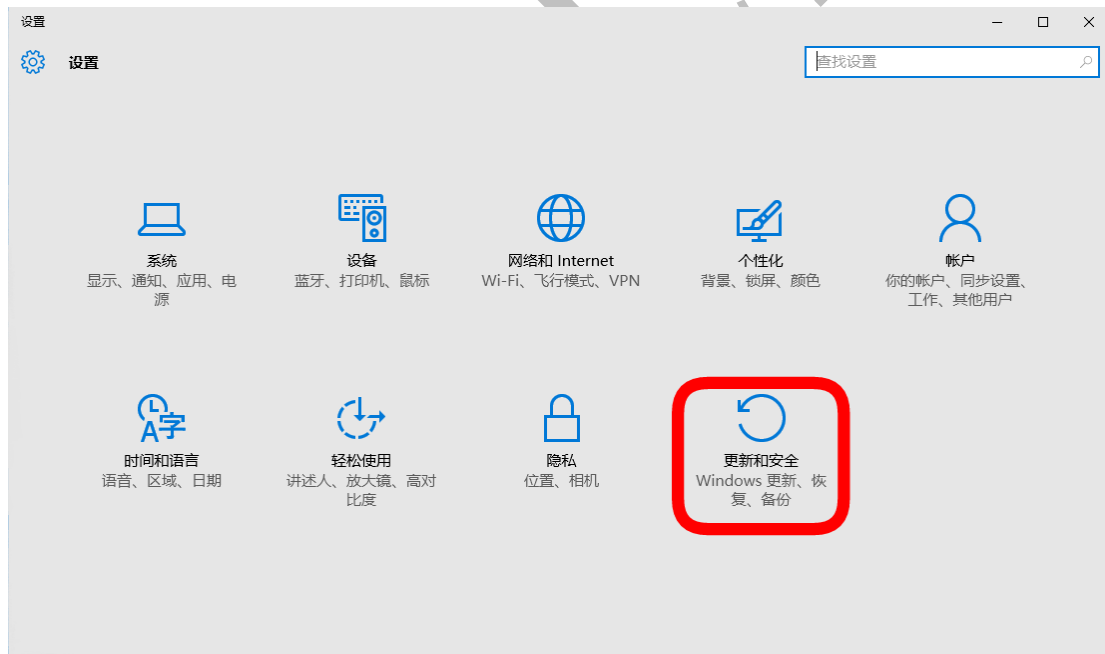 设置
设置
查找设置
系统
显示、通知、应用、电
源
设备
蓝牙、打印机、鼠标
网络和 Internet
Wi-Fi、飞行模式、VPN
个性化
背景、锁屏、颜色
帐户
你的帐户、同步设置、
工作、其他用户
时间和语言
语音、区域、日期
轻松使用
讲述人、放大镜、高对
比度
隐私
位置、相机
更新和安全
Windows 更新、恢
复、备份